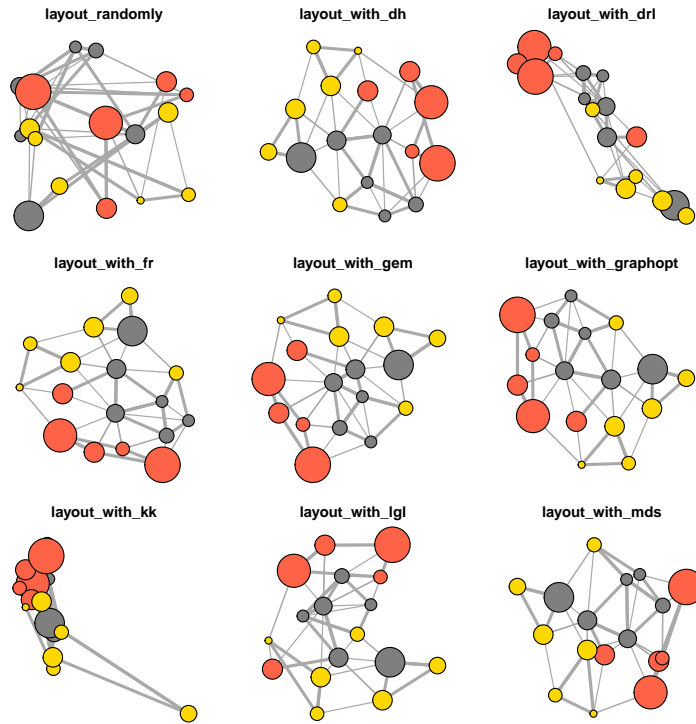 layout_randomly
layout_with_dh
layout_with_drl
layout_with_fr
layout_with_gem
layout_with_graphopt
layout_with_kk
layout_with_lgl
layout_with_mds